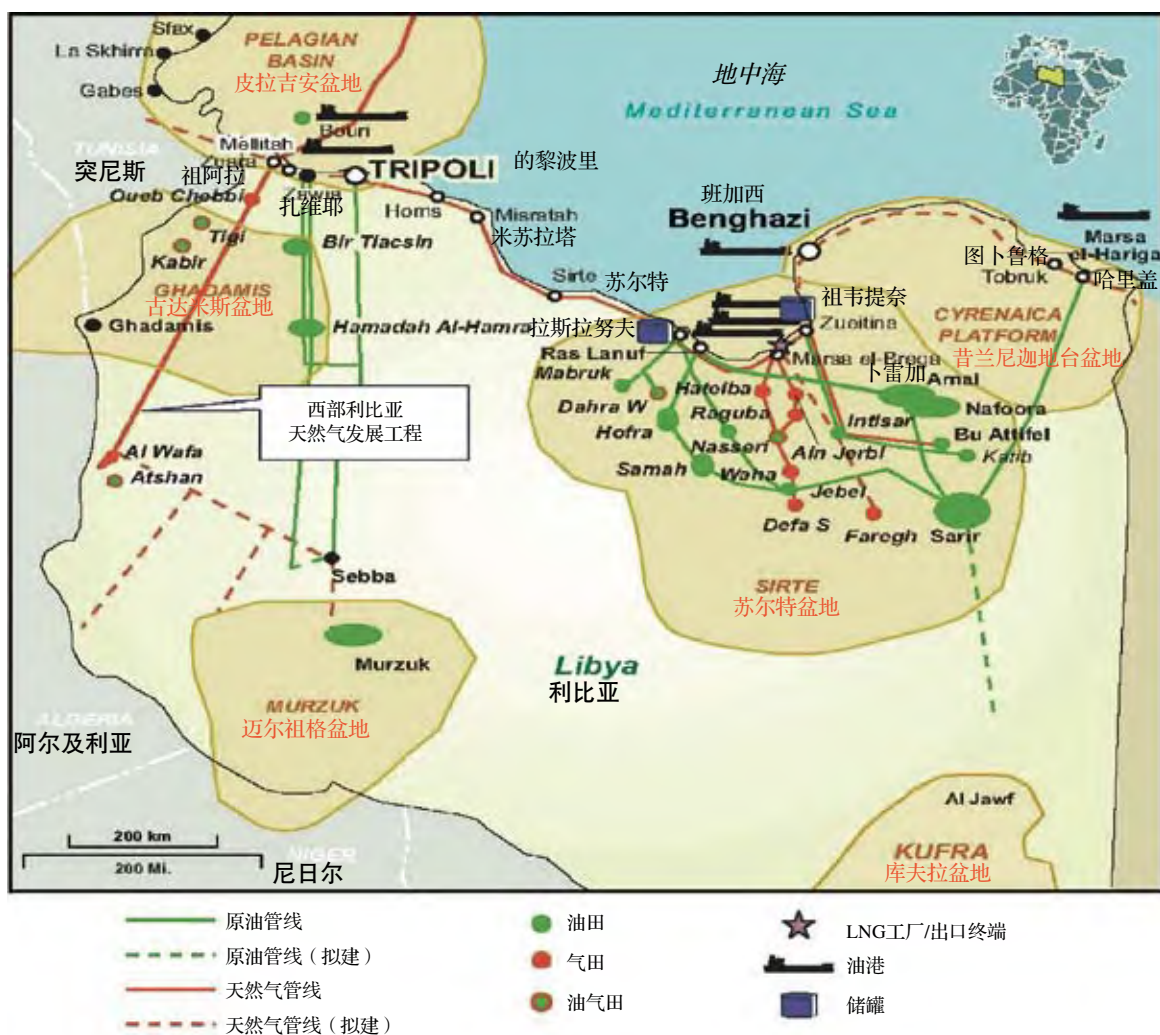 Sfax
La Skhirra
Gabes
PELAGIAN
BASIN
皮拉吉安盆地
Bouri
地中海
Mediterranean Sea
TUNISIA
突尼斯
Mellitah
Zuara
祖阿拉
Zawia
扎维耶
TRIPOLI
的黎波里
Homs
Misratah
米苏拉塔
Oueb Chebbi
Tigi
Kabir
Bir Tlacsin
GHADAMIS
古达米斯盆地
Ghadamis
Hamadah Al-Hamra
Sirte
苏尔特
班加西
Benghazi
Marsa
el-Hariga
图卜鲁格
Tobruk
哈里盖
祖韦提奈
Zueitina
CYRENAICA
PLATFORM
昔兰尼迦地台盆地
拉斯拉努夫
Ras Lanuf
Marsa el-Brega
卜雷加
Mabruk
Dahra W
Hofra
Samah
Hateiba
Raguba
Nasseri
Waha
Ain Jerbi
Intisar
Amal
Nafoora
Bu Attifel
Karib
Jebel
Defa S
Faregh
Sarir
SIRTE
苏尔特盆地
西部利比亚
天然气发展工程
Al Wafa
Atshan
Sebba
Murzuk
MURZUK
迈尔祖格盆地
Libya
利比亚
ALGERIA
阿尔及利亚
NIGER
尼日尔
Al Jawf
KUFRA
库夫拉盆地
200 km
200 Mi.
原油管线
原油管线（拟建）
天然气管线
天然气管线（拟建）
油田
气田
油气田
LNG工厂/出口终端
油港
储罐